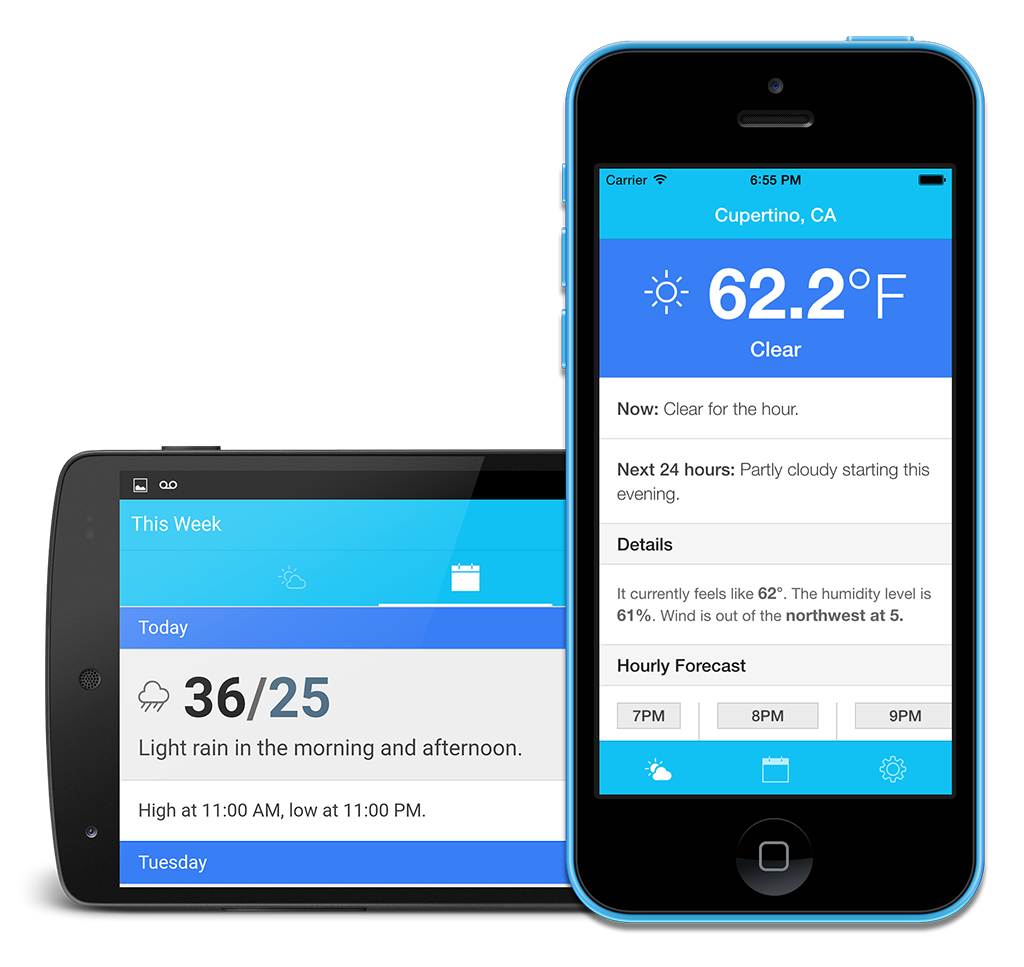 This Week
Today
36/25
Light rain in the morning and afternoon.
High at 11:00 AM, low at 11:00 PM.
Tuesday
Carrier 6:55 PM
Cupertino, CA
62.2°F
Clear
Now: Clear for the hour.
Next 24 hours: Partly cloudy starting this
evening.
Details
It currently feels like 62°. The humidity level is
61%. Wind is out of the northwest at 5.
Hourly Forecast
7PM 8PM 9PM